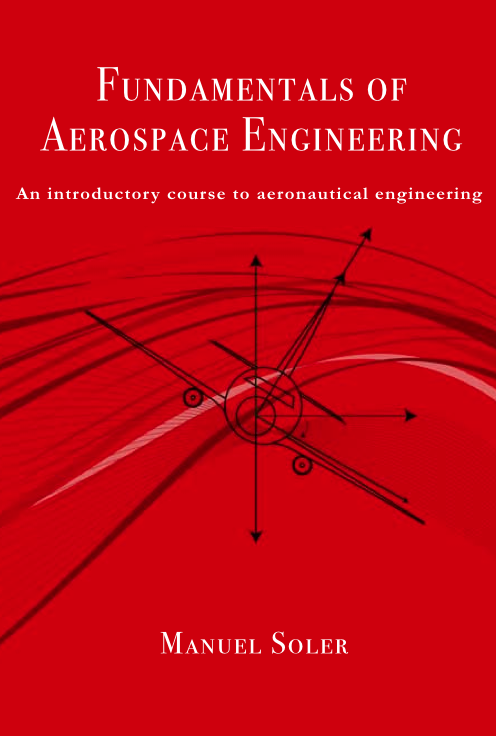 Fundamentals of
Aerospace Engineering
An introductory course to aeronautical engineering
Manuel Soler